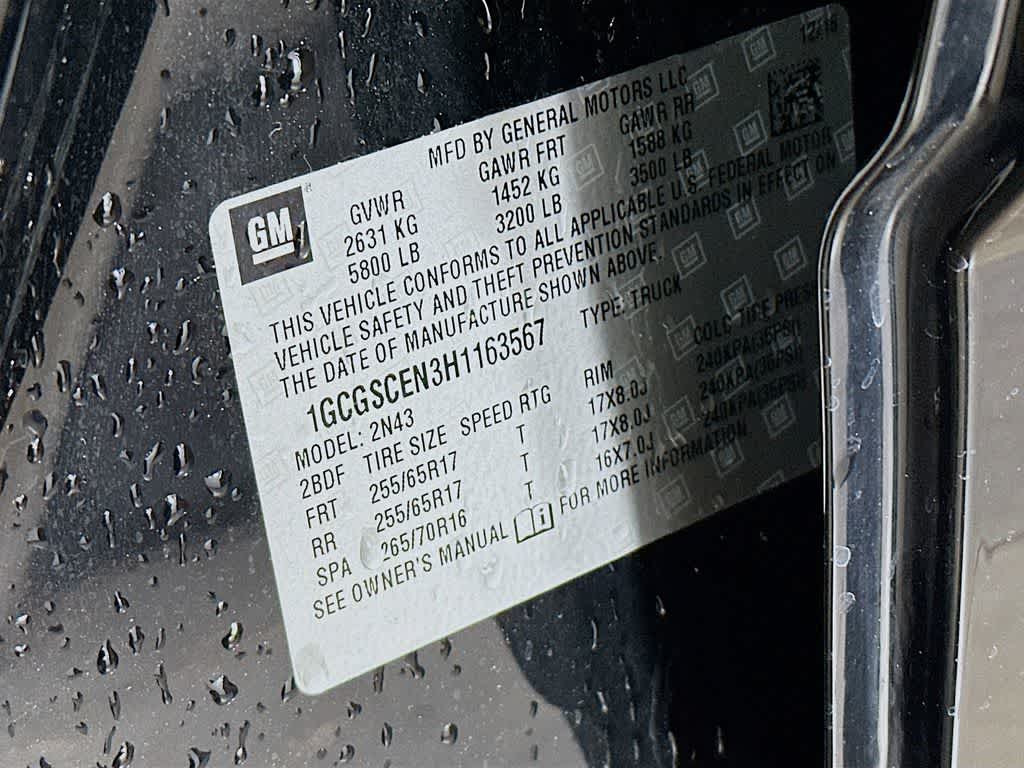 12/16
MFD BY GENERAL MOTORS LLC
GM
GVWR GAWR FRT GAWR RR
2631 KG 1452 KG 1588 KG
5800 LB 3200 LB 3500 LB
THIS VEHICLE CONFORMS TO ALL APPLICABLE U.S. FEDERAL MOTOR
VEHICLE SAFETY AND THEFT PREVENTION STANDARDS IN EFFECT ON
THE DATE OF MANUFACTURE SHOWN ABOVE.
1GCGSCEN3H1163567 TYPE: TRUCK
MODEL: 2N43
2BDF TIRE SIZE SPEED RTG RIM COLD TIRE PRES
FRT 255/65R17 T 17X8.0J 240KPA/35PSI
RR 255/65R17 T 17X8.0J 240KPA/35PSI
SPA 265/70R16 T 16X7.0J 240KPA/35PSI
SEE OWNER'S MANUAL FOR MORE INFORMATION.